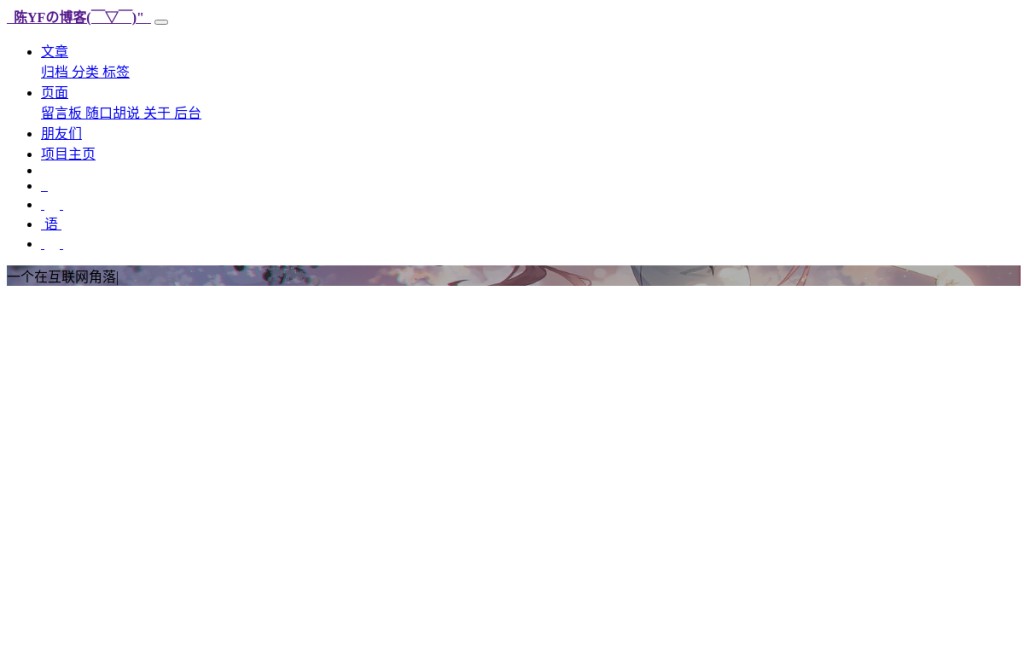 陈YFの博客(￣▽￣)"
文章
归档 分类 标签
页面
留言板 随口胡说 关于 后台
朋友们
项目主页
语
一个在互联网角落|